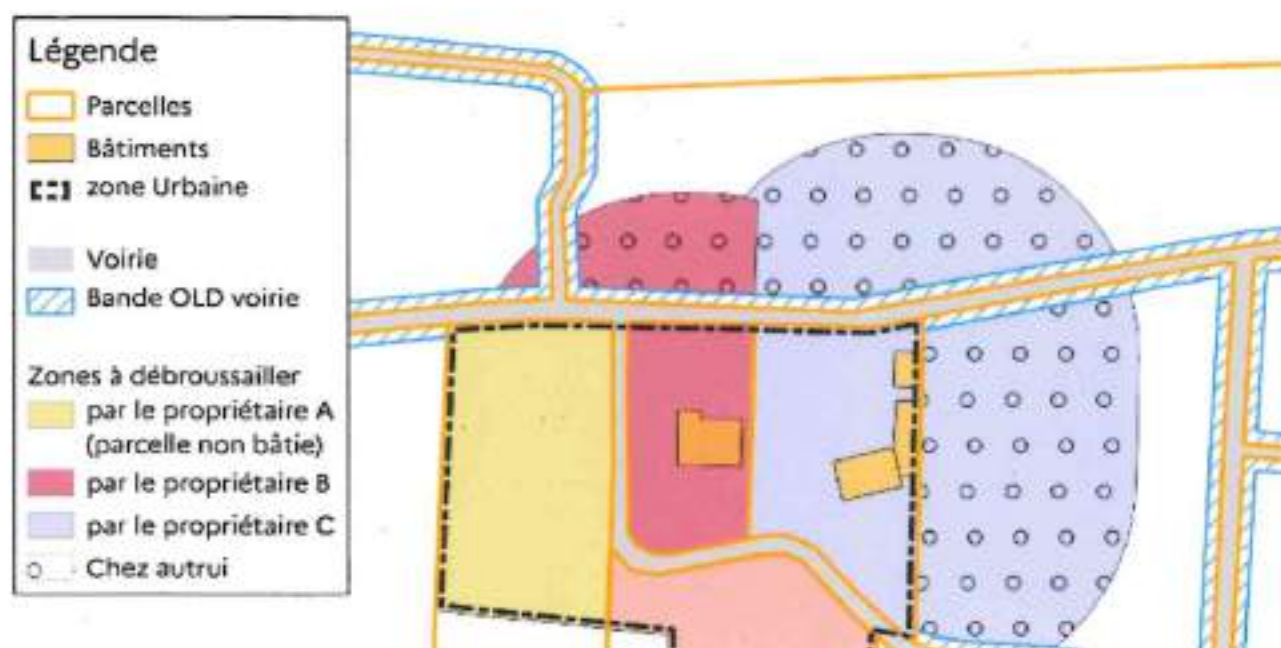 Légende
Parcelles
Bâtiments
zone Urbaine
Voirie
Bande OLD voirie
Zones à débroussailler
par le propriétaire A
(parcelle non bâtie)
par le propriétaire B
par le propriétaire C
Chez autrui